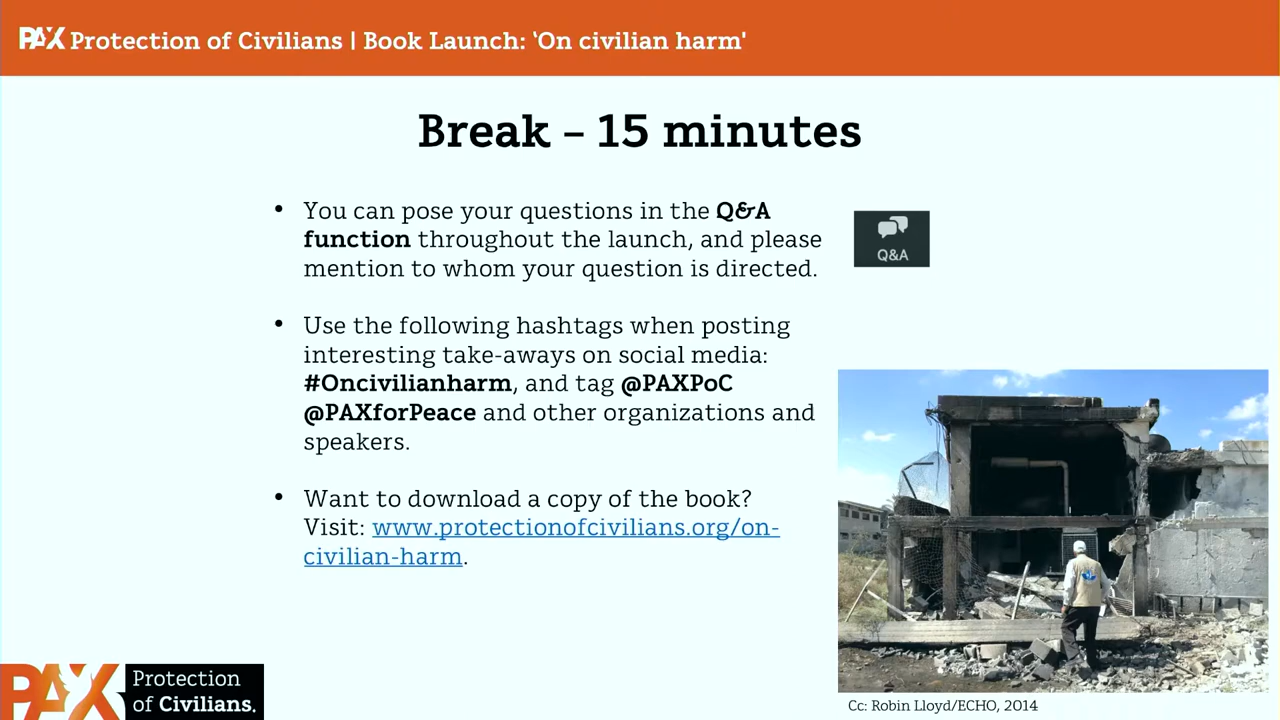 PAX Protection of Civilians | Book Launch: ‘On civilian harm'
Break – 15 minutes
• You can pose your questions in the Q&A
function throughout the launch, and please
mention to whom your question is directed.
Q&A
• Use the following hashtags when posting
interesting take-aways on social media:
#Oncivilianharm, and tag @PAXPoC
@PAXforPeace and other organizations and
speakers.
• Want to download a copy of the book?
Visit: www.protectionofcivilians.org/on-
civilian-harm.
PAX Protection
of Civilians.
Cc: Robin Lloyd/ECHO, 2014